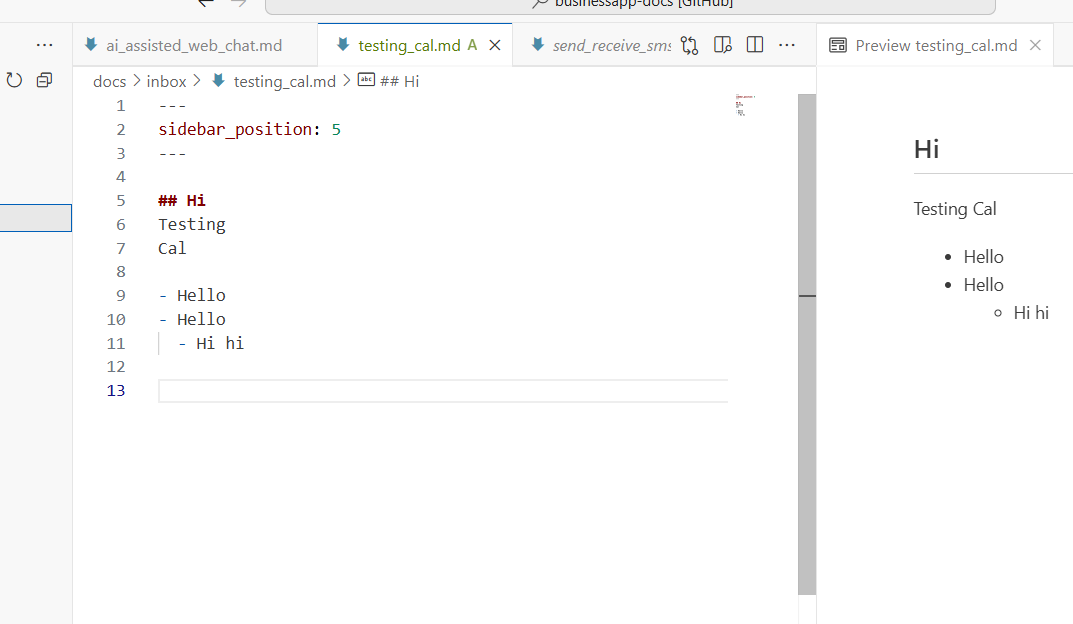 businessapp-docs [GitHub]
ai_assisted_web_chat.md
testing_cal.md A
send_receive_sms
Preview testing_cal.md
docs > inbox > testing_cal.md > abc ## Hi
1 ---
2 sidebar_position: 5
3 ---
4
5 ## Hi
6 Testing
7 Cal
8
9 - Hello
10 - Hello
11 - Hi hi
12
13
Hi
Testing Cal
• Hello
• Hello
◦ Hi hi